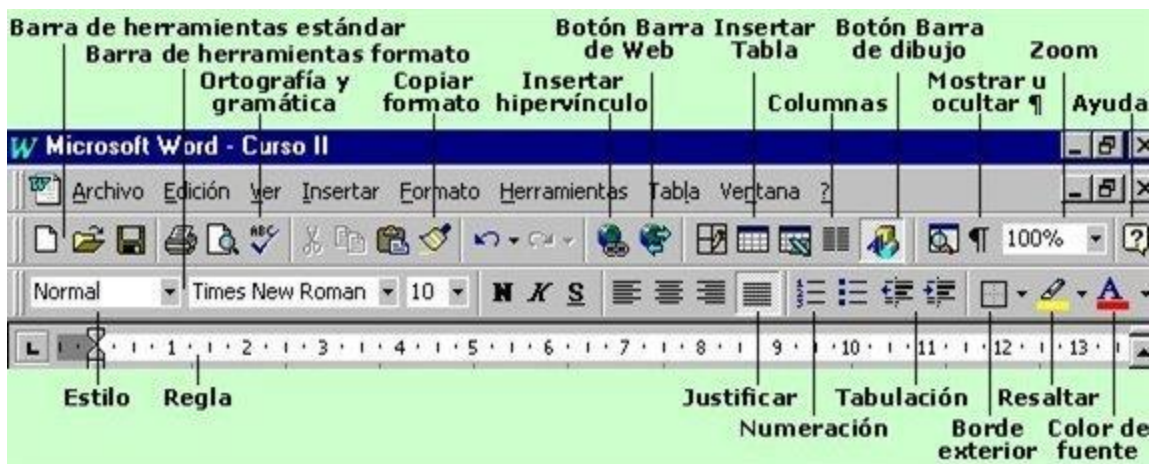 Barra de herramientas estándar
Barra de herramientas formato
Ortografía y
gramática
Copiar
formato
Insertar
hipervínculo
Botón Barra
de Web
Insertar
Tabla
Columnas
Botón Barra
de dibujo
Mostrar u
ocultar ¶
Zoom
Ayuda
W Microsoft Word - Curso II
Archivo Edición Ver Insertar Formato Herramientas Tabla Ventana ?
ABC
¶ 100% ?
Normal Times New Roman 10 N K S A
L 1 2 3 4 5 6 7 8 9 10 11 12 13
Estilo
Regla
Justificar
Numeración
Tabulación
Borde
exterior
Resaltar
Color de
fuente